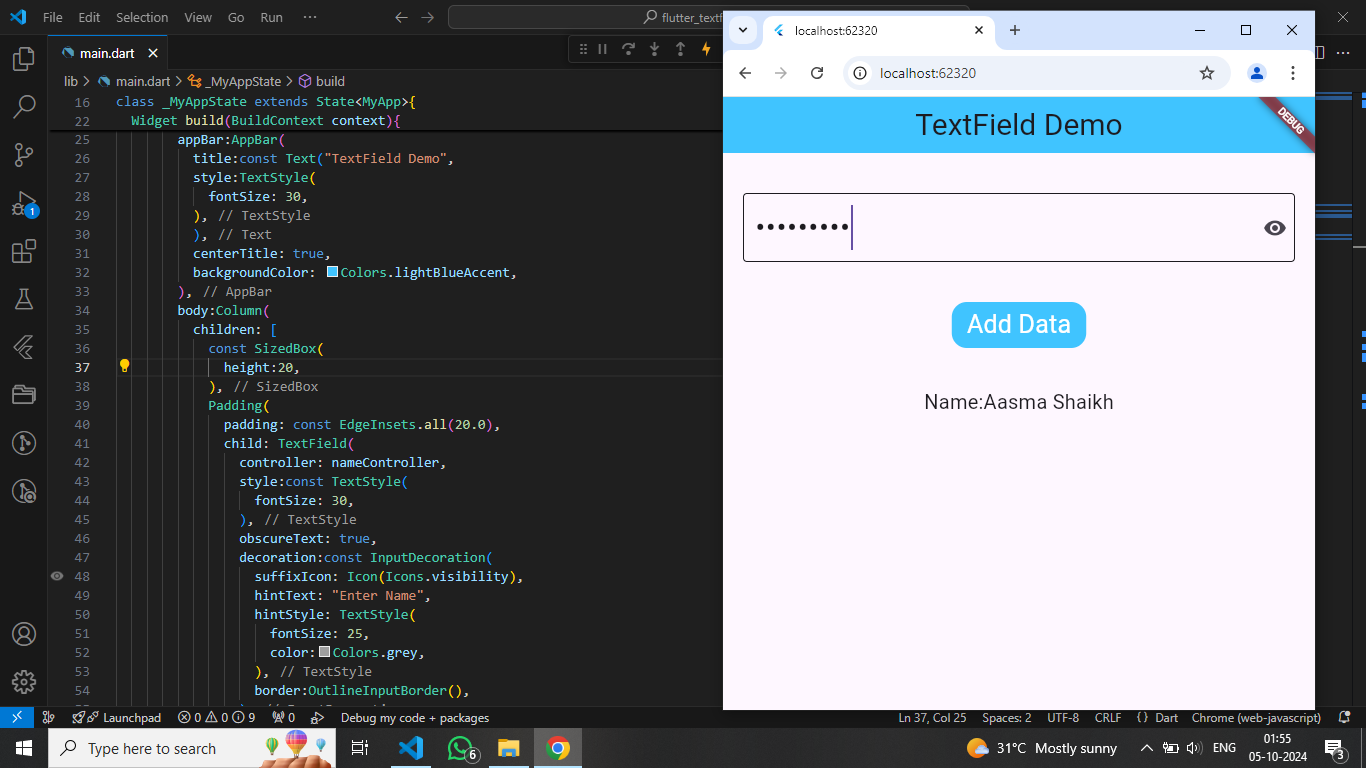 File Edit Selection View Go Run ···
flutter_textf
main.dart
lib > main.dart > _MyAppState > build
16 class _MyAppState extends State<MyApp>{
22 Widget build(BuildContext context){
25 appBar:AppBar(
26 title:const Text("TextField Demo",
27 style:TextStyle(
28 fontSize: 30,
29 ), // TextStyle
30 ), // Text
31 centerTitle: true,
32 backgroundColor: Colors.lightBlueAccent,
33 ), // AppBar
34 body:Column(
35 children: [
36 const SizedBox(
37 height:20,
38 ), // SizedBox
39 Padding(
40 padding: const EdgeInsets.all(20.0),
41 child: TextField(
42 controller: nameController,
43 style:const TextStyle(
44 fontSize: 30,
45 ), // TextStyle
46 obscureText: true,
47 decoration:const InputDecoration(
48 suffixIcon: Icon(Icons.visibility),
49 hintText: "Enter Name",
50 hintStyle: TextStyle(
51 fontSize: 25,
52 color: Colors.grey,
53 ), // TextStyle
54 border:OutlineInputBorder(),
1
localhost:62320
localhost:62320
TextField Demo
DEBUG
•••••••••
Add Data
Name:Aasma Shaikh
Launchpad 0 0 9 0 Debug my code + packages
Ln 37, Col 25 Spaces: 2 UTF-8 CRLF {} Dart Chrome (web-javascript)
Type here to search
6
31°C Mostly sunny
ENG
01:55
05-10-2024
3